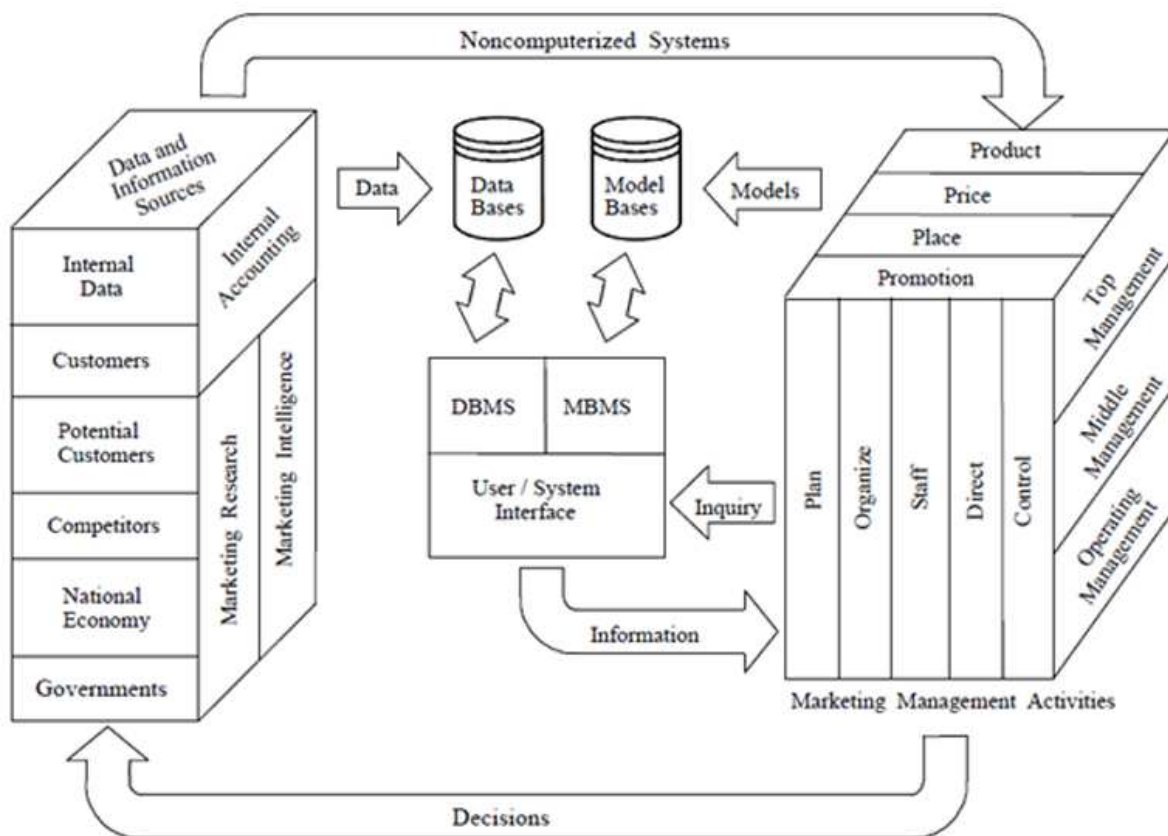 Noncomputerized Systems
Data and
Information
Sources
Internal
Accounting
Internal
Data
Customers
Potential
Customers
Competitors
National
Economy
Governments
Marketing Research
Marketing Intelligence
Data
Data
Bases
Model
Bases
Models
DBMS
MBMS
User / System
Interface
Inquiry
Information
Product
Price
Place
Promotion
Plan
Organize
Staff
Direct
Control
Top
Management
Middle
Management
Operating
Management
Marketing Management Activities
Decisions